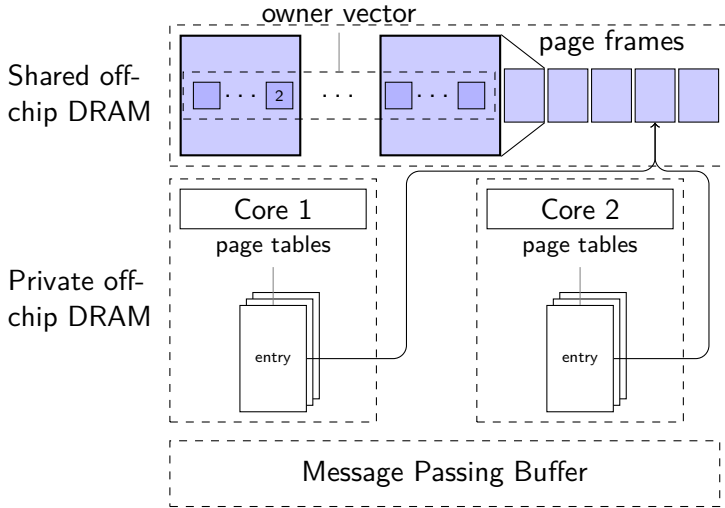 owner vector
page frames
Shared off-
chip DRAM
· · · 2 · · · · · ·
Core 1
Core 2
page tables
page tables
Private off-
chip DRAM
entry
entry
Message Passing Buffer